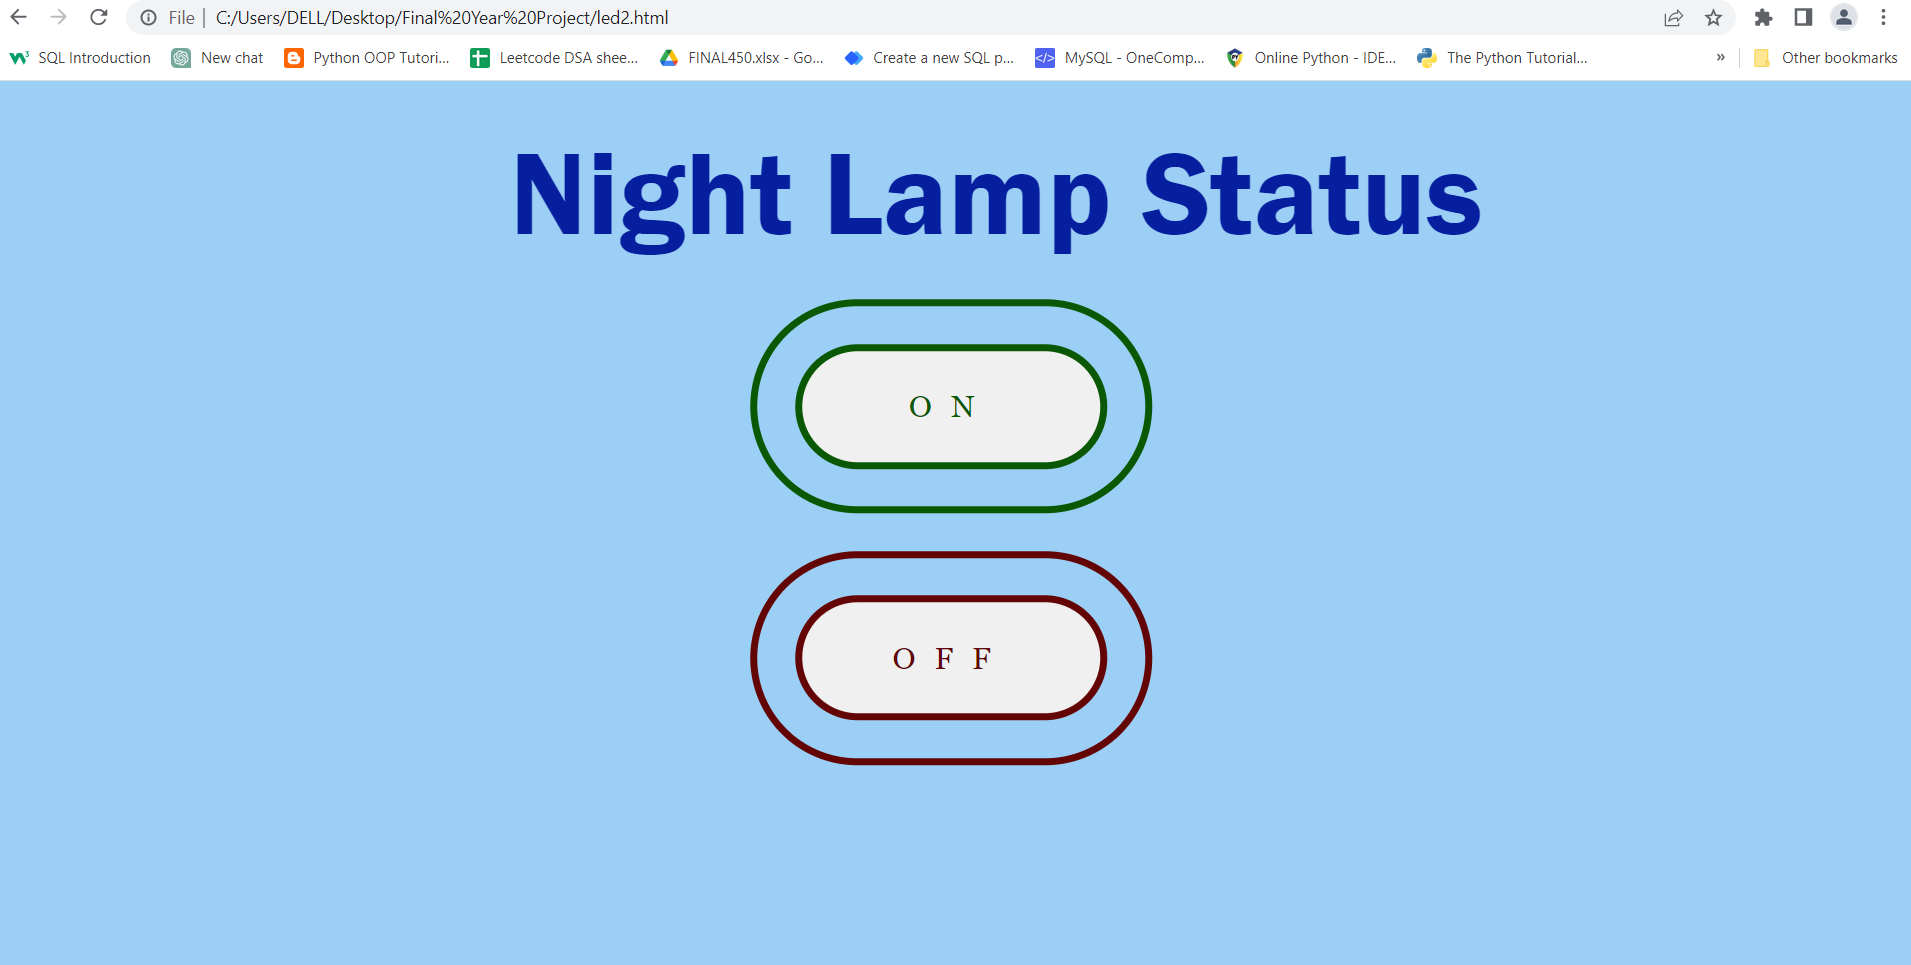 File | C:/Users/DELL/Desktop/Final%20Year%20Project/led2.html
SQL Introduction New chat Python OOP Tutori... Leetcode DSA shee... FINAL450.xlsx - Go... Create a new SQL p... MySQL - OneComp... Online Python - IDE... The Python Tutorial... » Other bookmarks
Night Lamp Status
O N
O F F